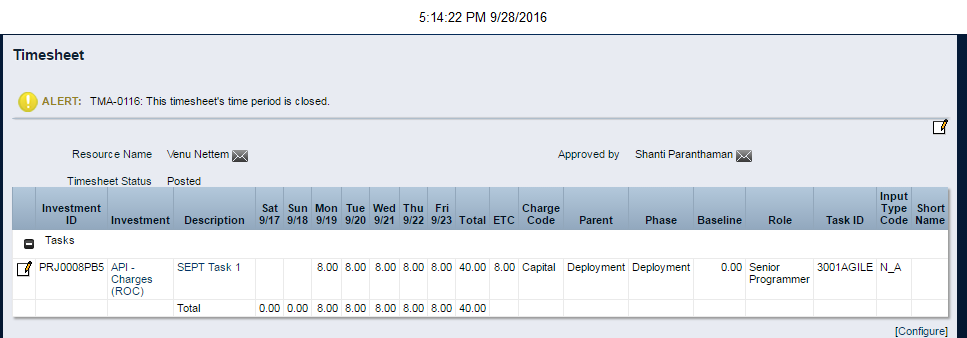 5:14:22 PM 9/28/2016
Timesheet
ALERT: TMA-0116: This timesheet's time period is closed.
Resource Name Venu Nettem Approved by Shanti Paranthaman
Timesheet Status Posted
Investment ID Investment Description Sat 9/17 Sun 9/18 Mon 9/19 Tue 9/20 Wed 9/21 Thu 9/22 Fri 9/23 Total ETC Charge Code Parent Phase Baseline Role Task ID Input Type Code Short Name
Tasks
PRJ0008PB5 API - Charges (ROC) SEPT Task 1 8.00 8.00 8.00 8.00 8.00 40.00 8.00 Capital Deployment Deployment 0.00 Senior Programmer 3001AGILE N_A
Total 0.00 0.00 8.00 8.00 8.00 8.00 8.00 40.00
[Configure]